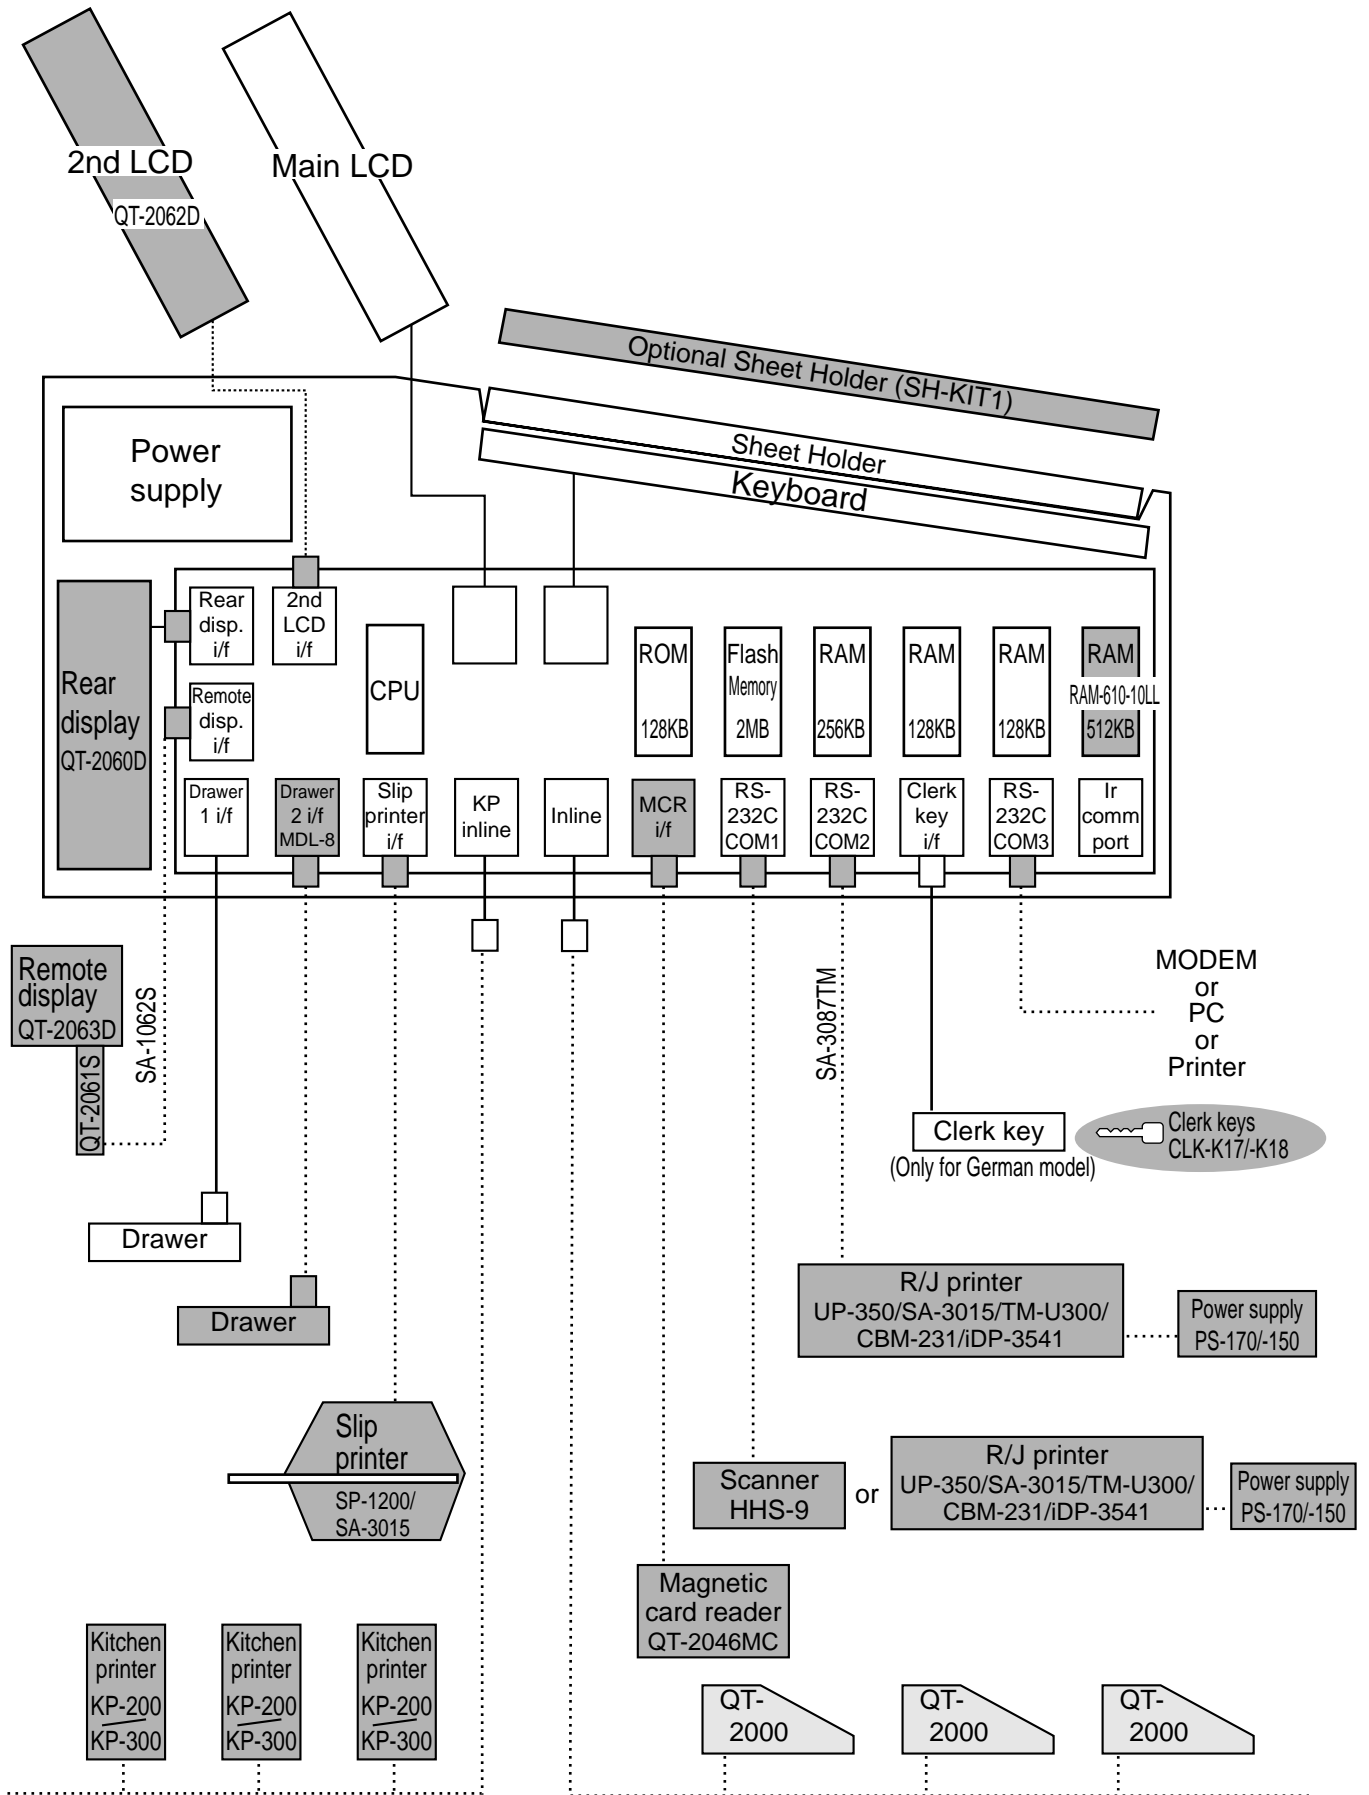 2nd LCD
QT-2062D
Main LCD
Optional Sheet Holder (SH-KIT1)
Sheet Holder
Keyboard
Power
supply
Rear
display
QT-2060D
Rear
disp.
i/f
2nd
LCD
i/f
Remote
disp.
i/f
CPU
ROM
128KB
Flash
Memory
2MB
RAM
256KB
RAM
128KB
RAM
128KB
RAM
RAM-610-10LL
512KB
Drawer
1 i/f
Drawer
2 i/f
MDL-8
Slip
printer
i/f
KP
inline
Inline
MCR
i/f
RS-
232C
COM1
RS-
232C
COM2
Clerk
key
i/f
RS-
232C
COM3
Ir
comm
port
Remote
display
QT-2063D
QT-2061S
SA-1062S
SA-3087TM
MODEM
or
PC
or
Printer
Clerk key
(Only for German model)
Clerk keys
CLK-K17/-K18
Drawer
Drawer
R/J printer
UP-350/SA-3015/TM-U300/
CBM-231/iDP-3541
Power supply
PS-170/-150
Slip
printer
SP-1200/
SA-3015
Scanner
HHS-9
or
R/J printer
UP-350/SA-3015/TM-U300/
CBM-231/iDP-3541
Power supply
PS-170/-150
Magnetic
card reader
QT-2046MC
Kitchen
printer
KP-200
KP-300
Kitchen
printer
KP-200
KP-300
Kitchen
printer
KP-200
KP-300
QT-
2000
QT-
2000
QT-
2000